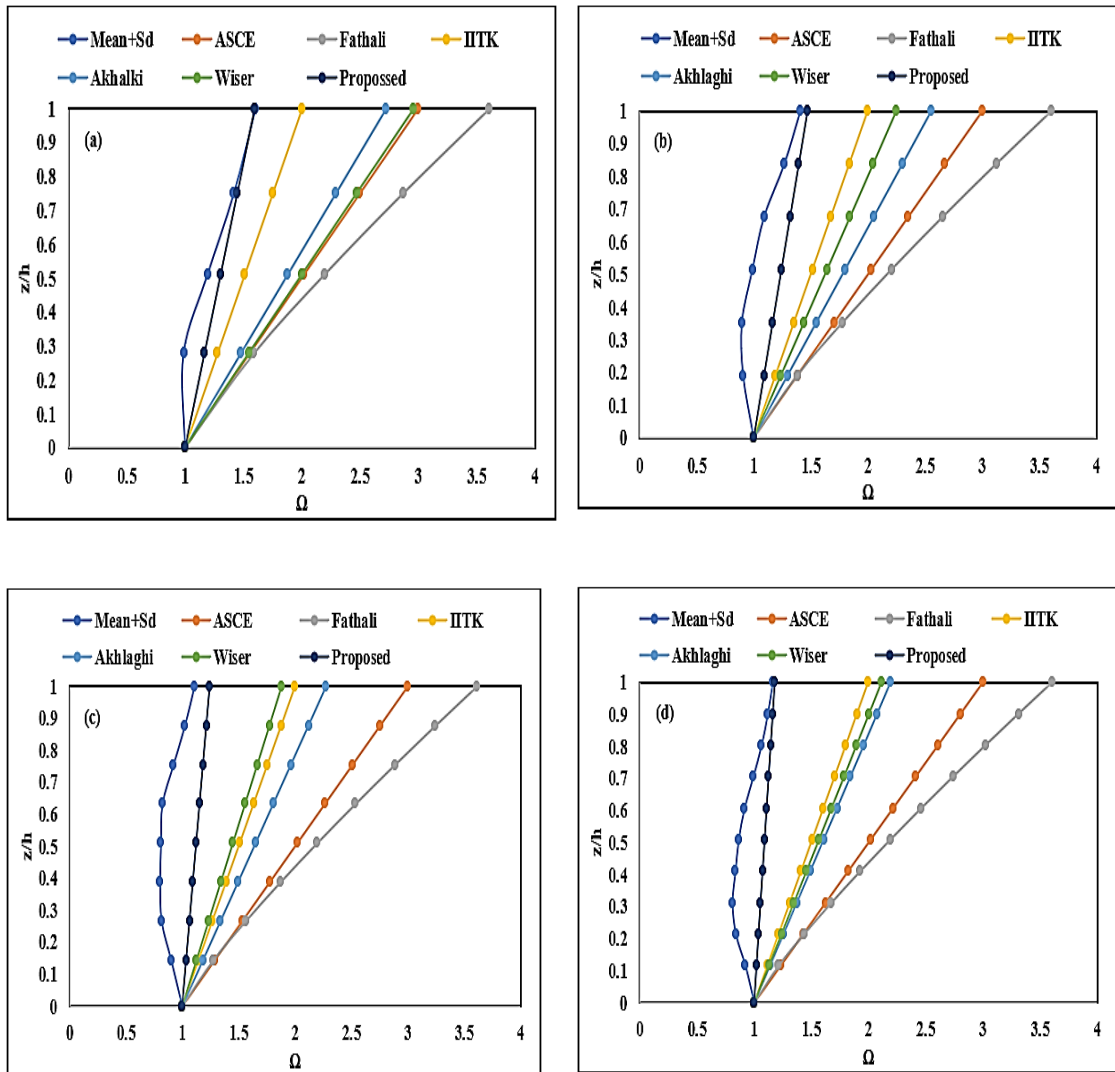 Mean+Sd ASCE Fathali IITK
Akhalki Wiser Propossed
(a)
1
0.9
0.8
0.7
0.6
0.5
0.4
0.3
0.2
0.1
0
z/h
0 0.5 1 1.5 2 2.5 3 3.5 4
Ω
Mean+Sd ASCE Fathali IITK
Akhlaghi Wiser Proposed
(b)
1
0.9
0.8
0.7
0.6
0.5
0.4
0.3
0.2
0.1
0
z/h
0 0.5 1 1.5 2 2.5 3 3.5 4
Ω
Mean+Sd ASCE Fathali IITK
Akhlaghi Wiser Proposed
(c)
1
0.9
0.8
0.7
0.6
0.5
0.4
0.3
0.2
0.1
0
z/h
0 0.5 1 1.5 2 2.5 3 3.5 4
Ω
Mean+Sd ASCE Fathali IITK
Akhlaghi Wiser Proposed
(d)
1
0.9
0.8
0.7
0.6
0.5
0.4
0.3
0.2
0.1
0
z/h
0 0.5 1 1.5 2 2.5 3 3.5 4
Ω